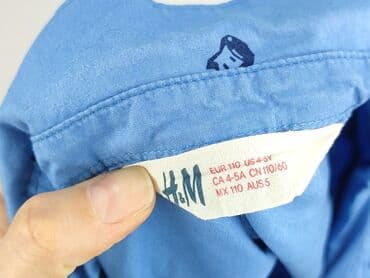 H&M
EUR 110 US 4-5Y
CA 4-5A CN 110/60
MX 110 AUS 5